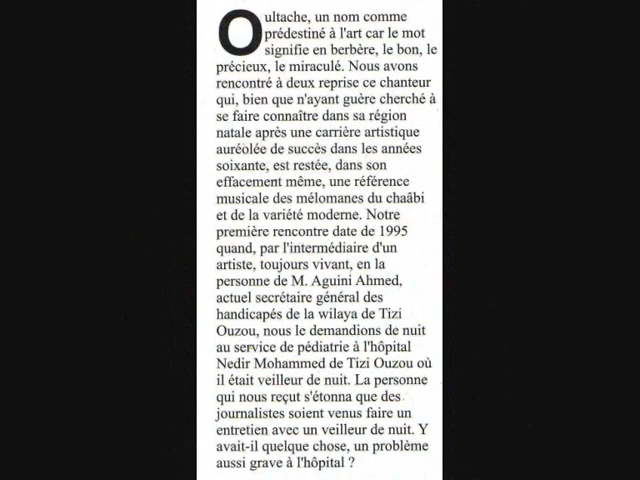 Oultache, un nom comme
prédestiné à l'art car le mot
signifie en berbère, le bon, le
précieux, le miraculé. Nous avons
rencontré à deux reprise ce chanteur
qui, bien que n'ayant guère cherché à
se faire connaître dans sa région
natale après une carrière artistique
auréolée de succès dans les années
soixante, est restée, dans son
effacement même, une référence
musicale des mélomanes du chaâbi
et de la variété moderne. Notre
première rencontre date de 1995
quand, par l'intermédiaire d'un
artiste, toujours vivant, en la
personne de M. Aguini Ahmed,
actuel secrétaire général des
handicapés de la wilaya de Tizi
Ouzou, nous le demandions de nuit
au service de pédiatrie à l'hôpital
Nedir Mohammed de Tizi Ouzou où
il était veilleur de nuit. La personne
qui nous reçut s'étonna que des
journalistes soient venus faire un
entretien avec un veilleur de nuit. Y
avait-il quelque chose, un problème
aussi grave à l'hôpital ?